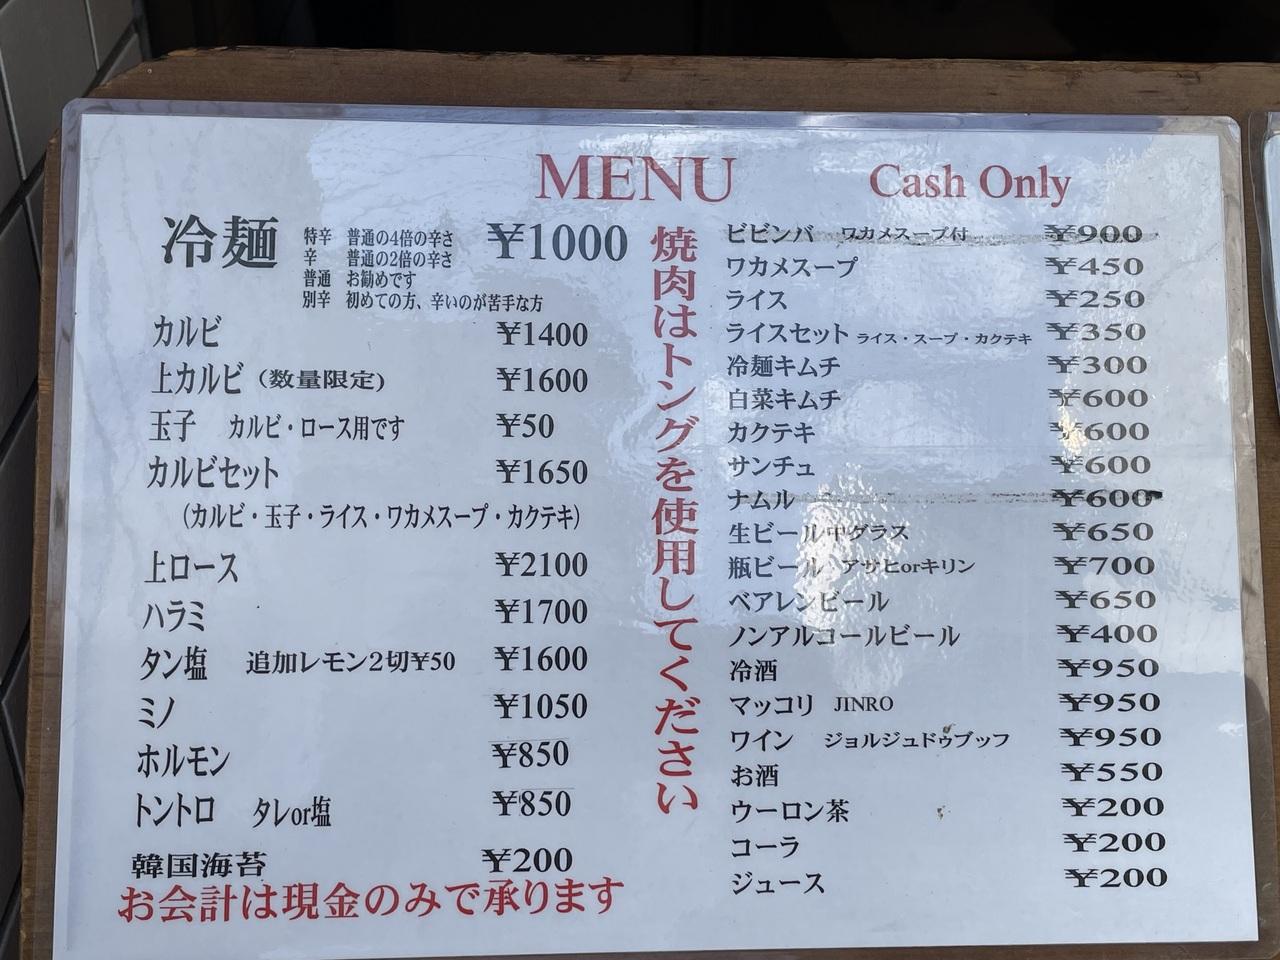 MENU
Cash Only
冷麺 ¥1000
特辛 普通の4倍の辛さ
辛 普通の2倍の辛さ
普通 お勧めです
別辛 初めての方、辛いのが苦手な方
カルビ ¥1400
上カルビ(数量限定) ¥1600
玉子 カルビ・ロース用です ¥50
カルビセット ¥1650
(カルビ・玉子・ライス・ワカメスープ・カクテキ)
上ロース ¥2100
ハラミ ¥1700
タン塩 追加レモン2切¥50 ¥1600
ミノ ¥1050
ホルモン ¥850
トントロ タレor塩 ¥850
韓国海苔 ¥200
お会計は現金のみで承ります
焼肉はトングを使用してください
ビビンバ ワカメスープ付 ¥900
ワカメスープ ¥450
ライス ¥250
ライスセット ライス・スープ・カクテキ ¥350
冷麺キムチ ¥300
白菜キムチ ¥600
カクテキ ¥600
サンチュ ¥600
ナムル ¥600
生ビール中グラス ¥650
瓶ビール アサヒorキリン ¥700
ベアレンビール ¥650
ノンアルコールビール ¥400
冷酒 ¥950
マッコリ JINRO ¥950
ワイン ジョルジュドゥブッフ ¥950
お酒 ¥550
ウーロン茶 ¥200
コーラ ¥200
ジュース ¥200